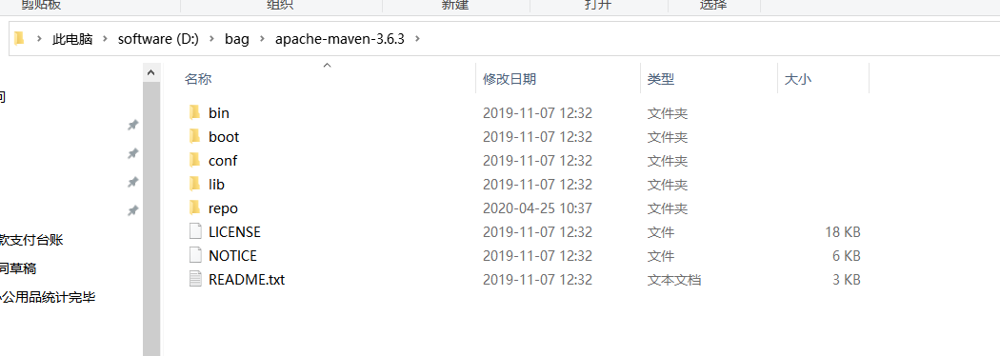 剪贴板 组织 新建 打开 选择
此电脑 software (D:) bag apache-maven-3.6.3
名称 修改日期 类型 大小
bin 2019-11-07 12:32 文件夹
boot 2019-11-07 12:32 文件夹
conf 2019-11-07 12:32 文件夹
lib 2019-11-07 12:32 文件夹
repo 2020-04-25 10:37 文件夹
LICENSE 2019-11-07 12:32 文件 18 KB
NOTICE 2019-11-07 12:32 文件 6 KB
README.txt 2019-11-07 12:32 文本文档 3 KB
款支付台账
同草稿
公用品统计完毕